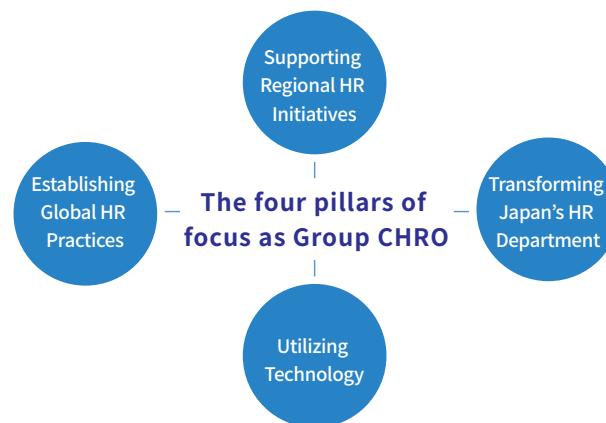 Supporting
Regional HR
Initiatives
Establishing
Global HR
Practices
The four pillars of
focus as Group CHRO
Transforming
Japan's HR
Department
Utilizing
Technology